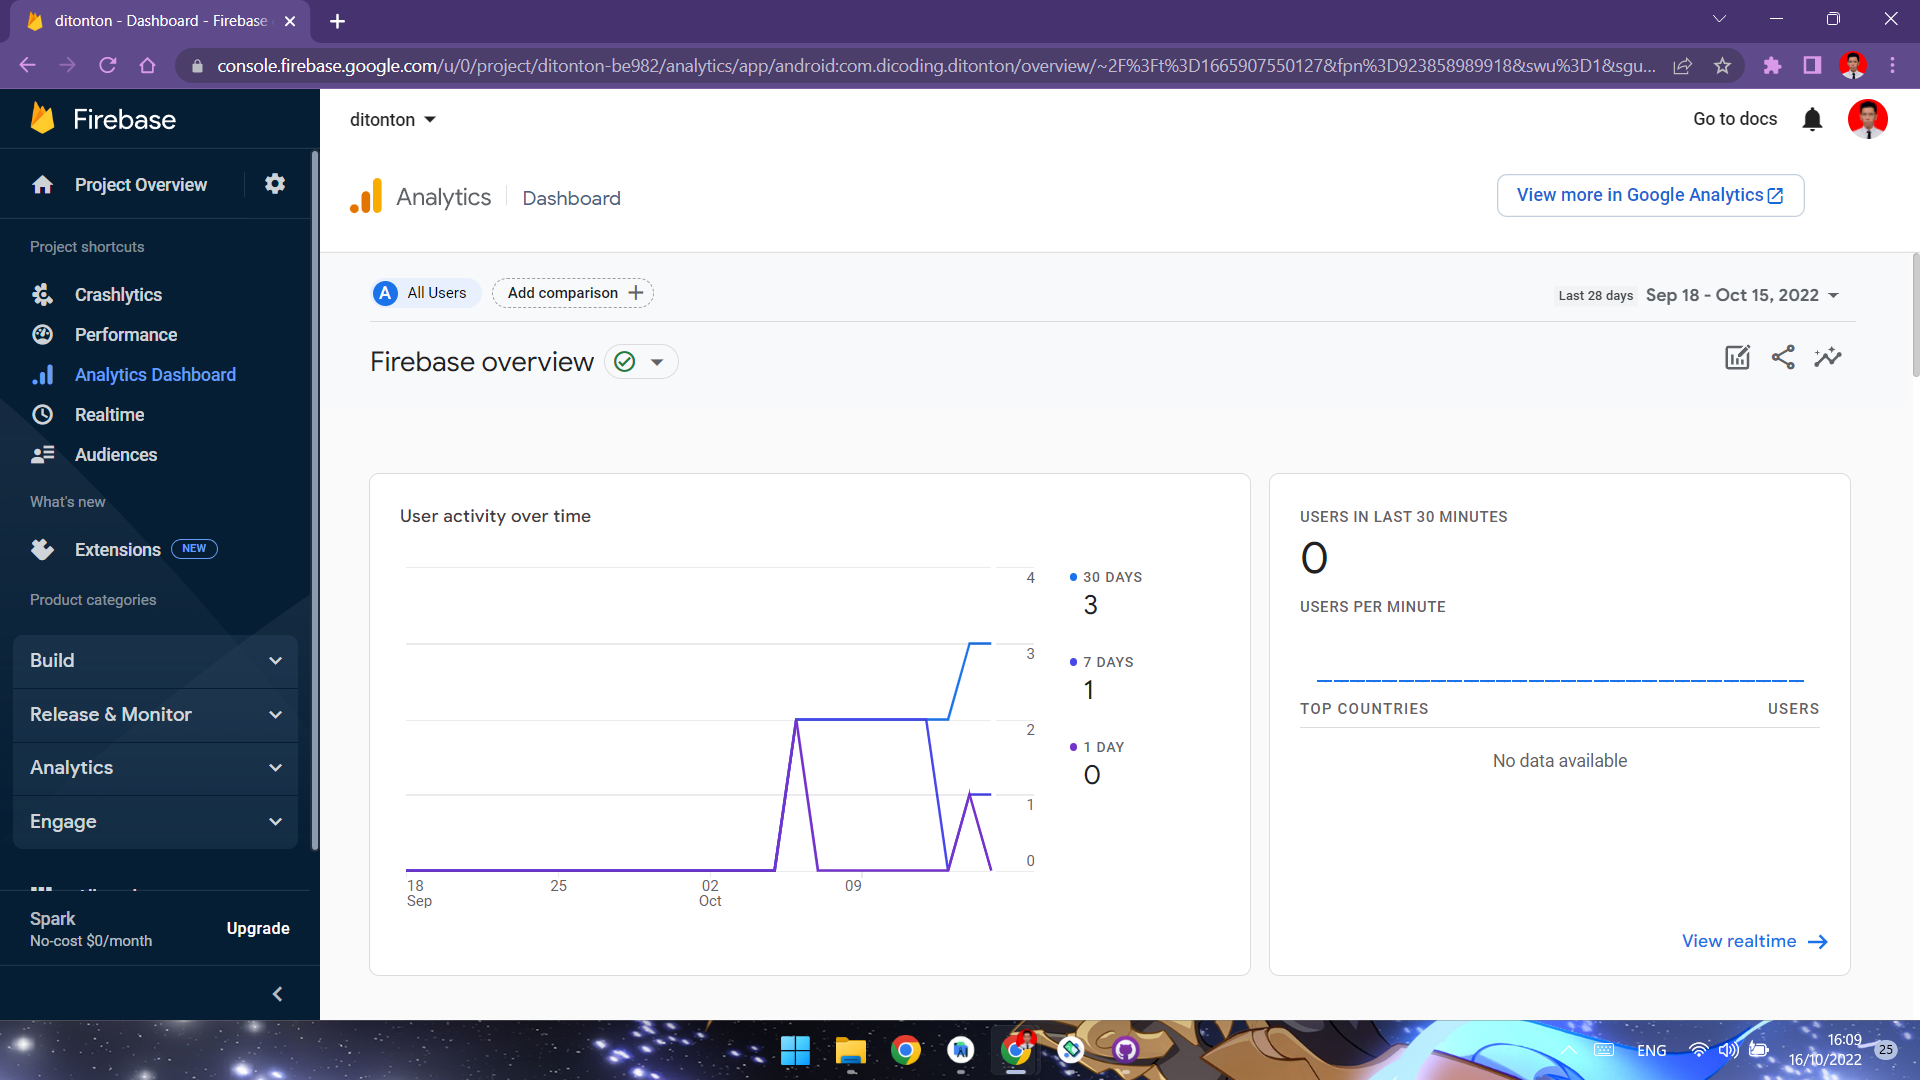 ditonton - Dashboard - Firebase
console.firebase.google.com/u/0/project/ditonton-be982/analytics/app/android:com.dicoding.ditonton/overview/~2F%3Ft%3D1665907550127&fpn%3D923858989918&swu%3D1&sgu...
Firebase
ditonton
Go to docs
Project Overview
Analytics
Dashboard
View more in Google Analytics
Project shortcuts
Crashlytics
Performance
Analytics Dashboard
Realtime
Audiences
What's new
Extensions NEW
Product categories
Build
Release & Monitor
Analytics
Engage
Spark
No-cost $0/month
Upgrade
A All Users
Add comparison
Last 28 days Sep 18 - Oct 15, 2022
Firebase overview
User activity over time
4
3
2
1
0
18
Sep
25
02
Oct
09
30 DAYS
3
7 DAYS
1
1 DAY
0
USERS IN LAST 30 MINUTES
0
USERS PER MINUTE
TOP COUNTRIES USERS
No data available
View realtime
ENG
16:09
16/10/2022
25